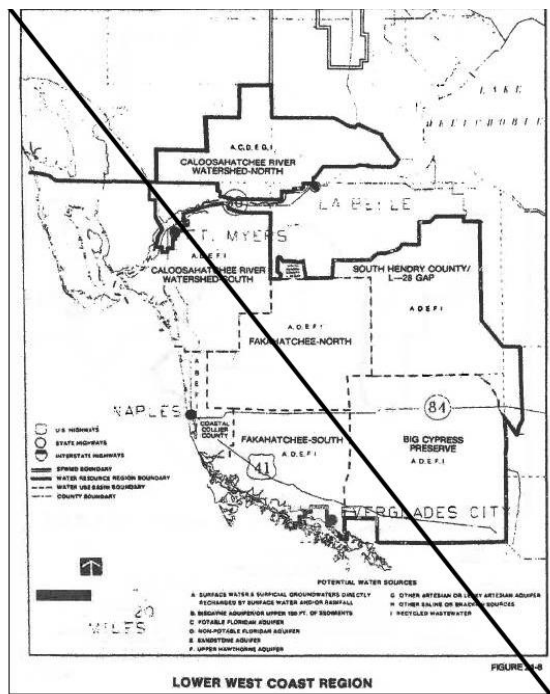 LAKE
OKEECHOBEE
A,C,D,E,G,I
CALOOSAHATCHEE RIVER
WATERSHED-NORTH
LA BELLE
80
FT. MYERS
A,D,E,F,I
CALOOSAHATCHEE RIVER
WATERSHED-SOUTH
SOUTH HENDRY COUNTY/
L-28 GAP
A,D,E,F,I
A,D,E,F,I
FAKAHATCHEE-NORTH
NAPLES
COASTAL
COLLIER
COUNTY
84
FAKAHATCHEE-SOUTH
A,D,E,F,I
41
BIG CYPRESS
PRESERVE
A,D,E,F,I
EVERGLADES CITY
U.S. HIGHWAYS
STATE HIGHWAYS
INTERSTATE HIGHWAYS
SFWMD BOUNDARY
WATER RESOURCE REGION BOUNDARY
WATER USE BASIN BOUNDARY
COUNTY BOUNDARY
20
MILES
POTENTIAL WATER SOURCES
A SURFACE WATER & SURFICIAL GROUNDWATERS DIRECTLY
RECHARGED BY SURFACE WATER AND/OR RAINFALL
B. BISCAYNE AQUIFER OR UPPER 150 FT. OF SEDIMENTS
C POTABLE FLORIDAN AQUIFER
D NON-POTABLE FLORIDAN AQUIFER
E SANDSTONE AQUIFER
F. UPPER HAWTHORNE AQUIFER
G OTHER ARTESIAN OR LEAKY ARTESIAN AQUIFER
H OTHER SALINE OR BRACKISH SOURCES
I RECYCLED WASTEWATER
LOWER WEST COAST REGION